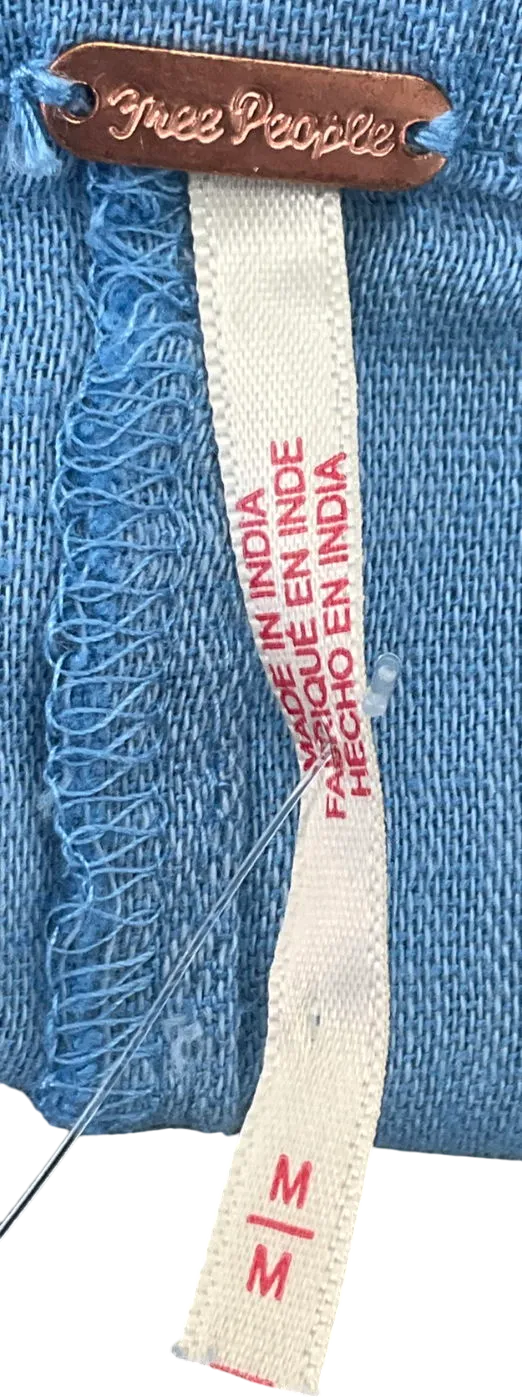 Free People
MADE IN INDIA
FABRIQUÉ EN INDE
HECHO EN INDIA
M
M